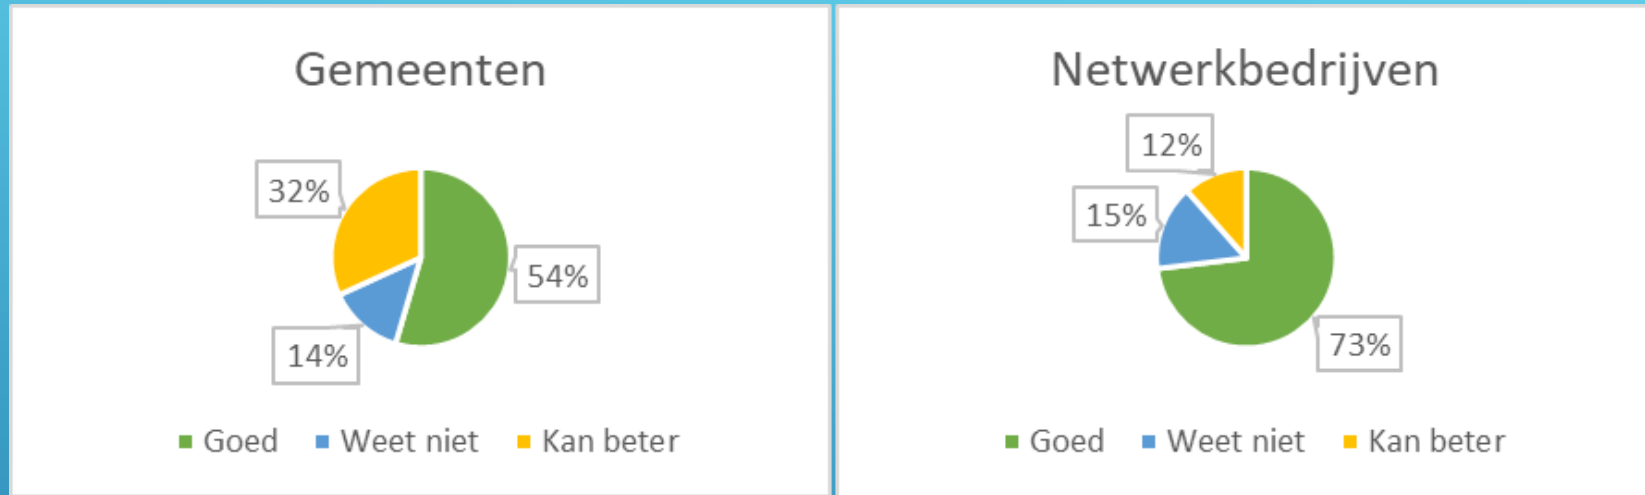 Gemeenten
32%
54%
14%
Goed Weet niet Kan beter
Netwerkbedrijven
12%
15%
73%
Goed Weet niet Kan beter